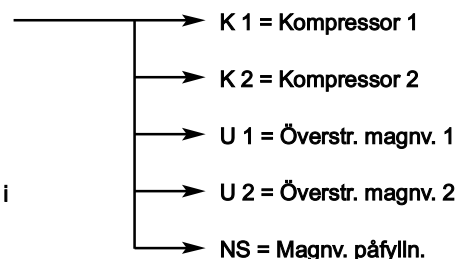 K 1 = Kompressor 1
K 2 = Kompressor 2
U 1 = Överstr. magnv. 1
i
U 2 = Överstr. magnv. 2
NS = Magnv. påfylln.